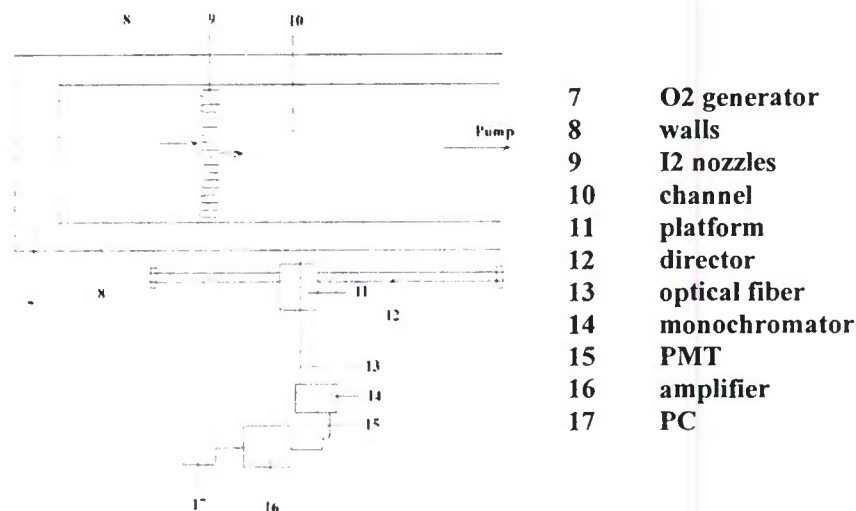 8 9 10
Pump
8
11
12
13
14
15
17 16
7 O2 generator
8 walls
9 I2 nozzles
10 channel
11 platform
12 director
13 optical fiber
14 monochromator
15 PMT
16 amplifier
17 PC